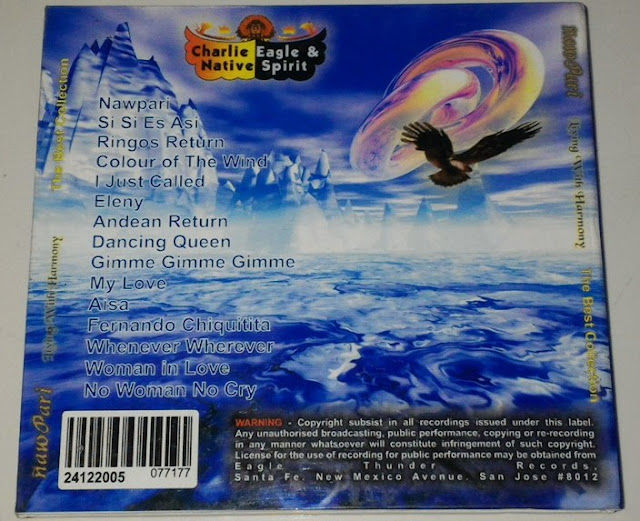 Charlie Eagle &
Native Spirit
Nawpari
Si Si Es Asi
Ringos Return
Colour of The Wind
I Just Called
Eleny
Andean Return
Dancing Queen
Gimme Gimme Gimme
My Love
Aisa
Fernando Chiquitita
Whenever Wherever
Woman in Love
No Woman No Cry
WARNING - Copyright subsist in all recordings issued under this label.
Any unauthorised broadcasting, public performance, copying or re-recording
in any manner whatsoever will constitute infringement of such copyright.
License for the use of recording for public performance may be obtained from
Eagle Thunder Records,
Santa Fe. New Mexico Avenue. San Jose #8012
24122005
077177
ñawPari Living With Harmony The Best Collection
ñawPari Living With Harmony The Best Collection